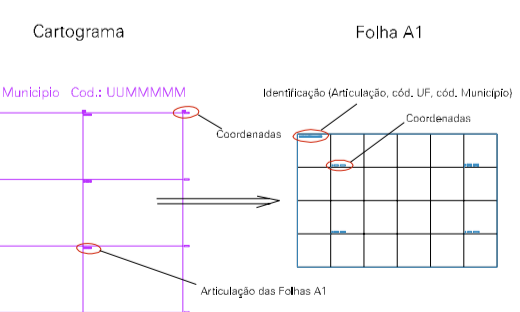 Cartograma
Folha A1
Municipio Cod.: UUMMMMM
Identificação (Articulação, cód. UF, cód. Município)
Coordenadas
Coordenadas
Articulação das Folhas A1